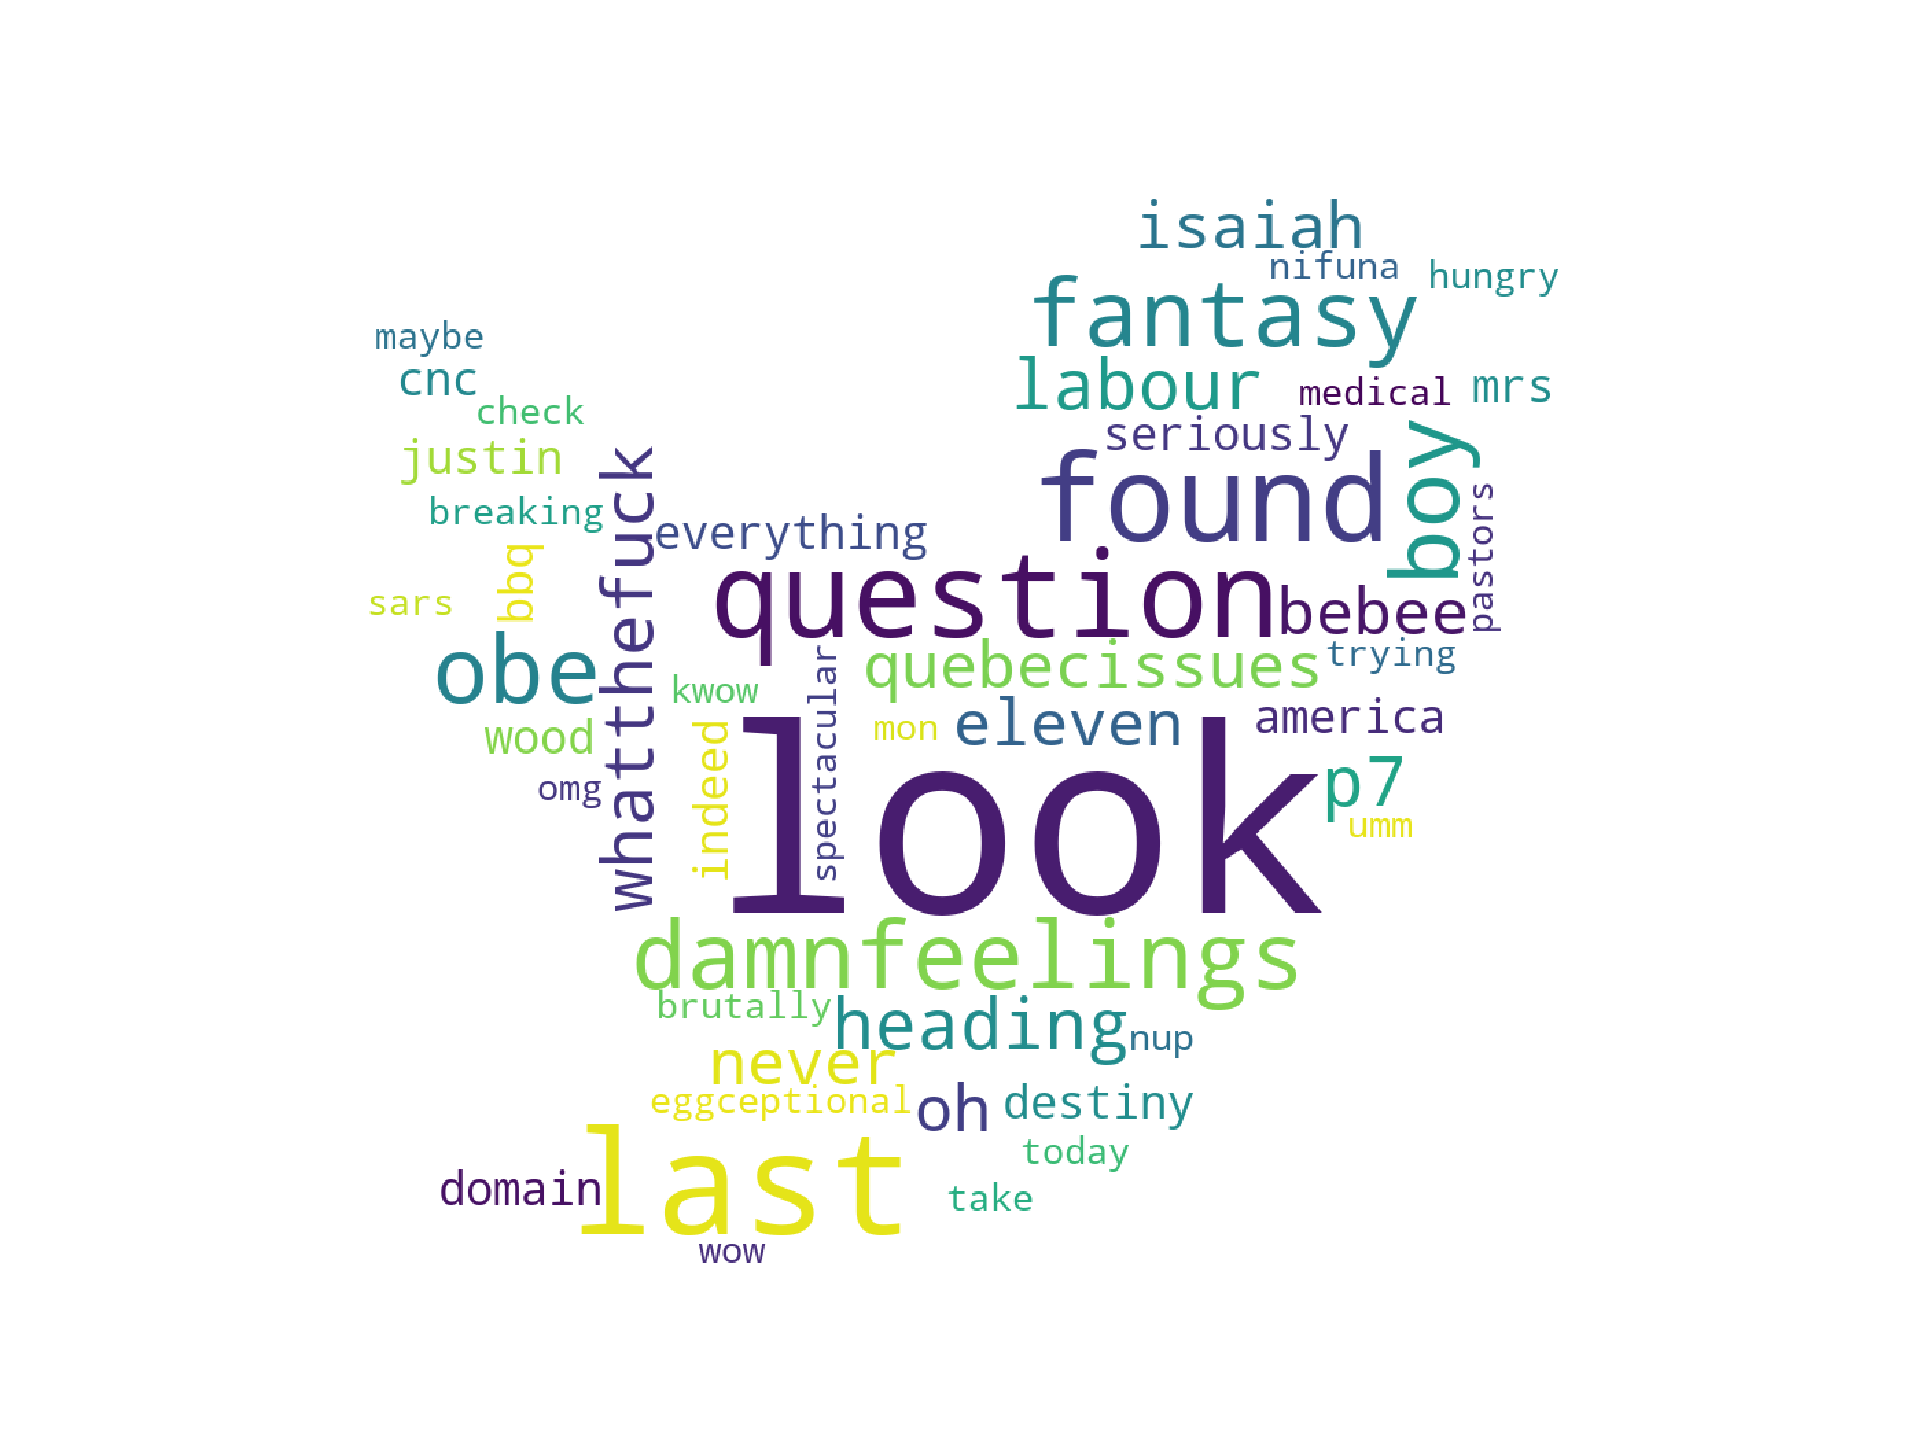 isaiah
nifuna
hungry
fantasy
maybe
cnc
labour
medical
mrs
check
seriously
justin
found
boy
pastors
breaking
whatthefuck
everything
bbq
question
bebee
sars
obe
quebecissues
trying
kwow
spectacular
wood
indeed
mon
eleven
america
omg
look
p7
umm
damnfeelings
brutally
heading
nup
never
eggceptional
oh
destiny
last
today
domain
take
wow